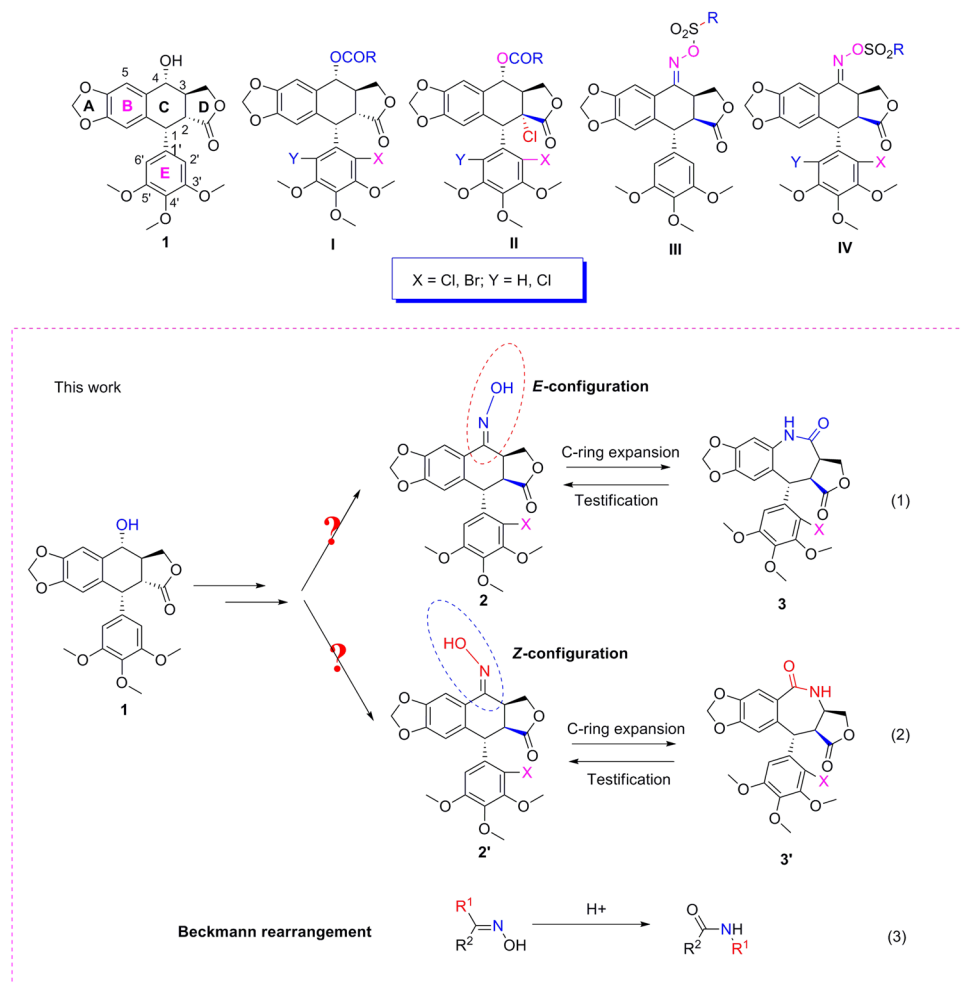 OH
4
5
3
A
B
C
D
O
O
O
O
2
1
1'
6'
2'
E
3'
5'
4'
O
O
O
1
OCOR
O
O
O
O
Y
X
O
O
O
I
OCOR
O
O
O
O
Cl
Y
X
O
O
O
II
R
O2S
O
N
O
O
O
O
O
O
O
III
R
OSO2
N
O
O
O
O
Y
X
O
O
O
IV
X = Cl, Br; Y = H, Cl
This work
OH
N
E-configuration
O
O
O
O
X
O
O
O
2
C-ring expansion
Testification
H
N
O
O
O
O
O
X
O
O
O
3
(1)
OH
O
O
O
O
O
O
O
1
?
?
HO
N
Z-configuration
O
O
O
O
X
O
O
O
2'
C-ring expansion
Testification
O
NH
O
O
O
O
X
O
O
O
3'
(2)
Beckmann rearrangement
R1
N
R2
OH
H+
O
R2
N
H
R1
(3)